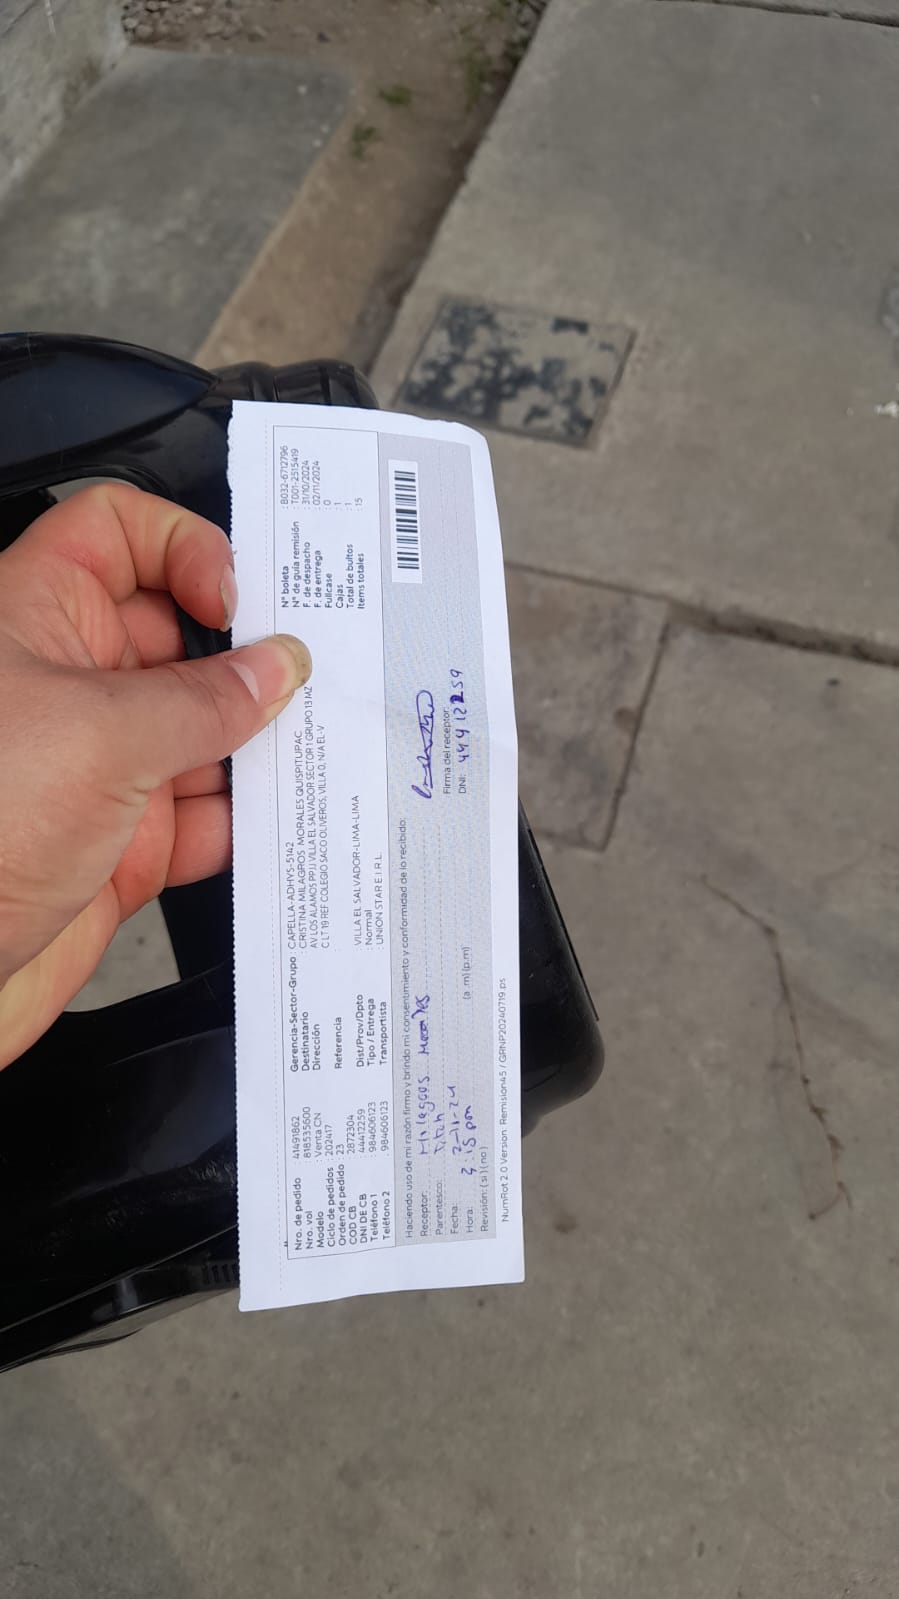 Nro. de pedido : 41491862
Nro. vol : 818535600
Modelo : Venta CN
Ciclo de pedidos : 202417
Orden de pedido : 23
COD CB : 2872304
DNI DE CB : 44412259
Teléfono 1 : 984606123
Teléfono 2 : 984606123
Gerencia-Sector-Grupo : CAPELLA-ADHYS-5142
Destinatario : CRISTINA MILAGROS MORALES QUISPITUPAC
Dirección : AV LOS ALAMOS PPJJ VILLA EL SALVADOR SECTOR 1 GRUPO 13 MZ
C LT 19 REF COLEGIO SACO OLIVEROS, VILLA 0, N/A EL-V
Referencia :
Dist/Prov/Dpto : VILLA EL SALVADOR-LIMA-LIMA
Tipo / Entrega : Normal
Transportista : UNION STAR E.I.R.L.
N° boleta : B032-6712796
N° de guía remisión : T001-2515419
F. de despacho : 31/10/2024
F. de entrega : 02/11/2024
Fullcase : 0
Cajas : 1
Total de bultos : 1
Items totales : 15
Haciendo uso de mi razón firmo y brindo mi consentimiento y conformidad de lo recibido:
Receptor: Milagros Morales
Parentesco:
Fecha: 2-11-24
Hora: :15 pm (a.m) (p.m)
Revisión: ( si ) ( no )
Firma del receptor:
DNI: 44412259
NumRot 2.0 Version Remision45 / GRNP20240719.ps